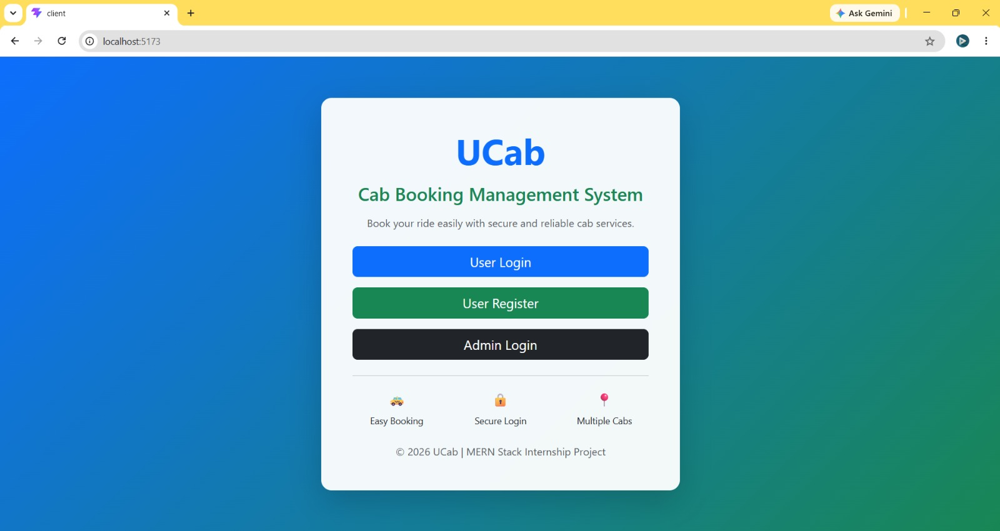 client
Ask Gemini
localhost:5173
UCab
Cab Booking Management System
Book your ride easily with secure and reliable cab services.
User Login
User Register
Admin Login
Easy Booking
Secure Login
Multiple Cabs
© 2026 UCab | MERN Stack Internship Project